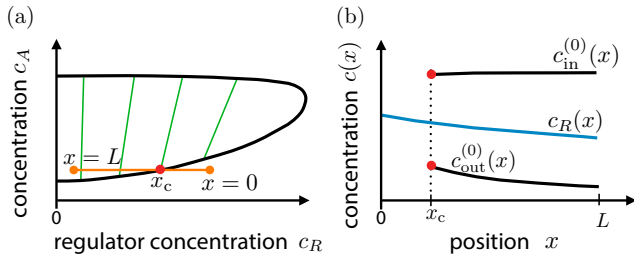 (a)
concentration c_A
x = L
x_c
x = 0
0
regulator concentration c_R
(b)
concentration c(x)
c_in^(0)(x)
c_R(x)
c_out^(0)(x)
0
x_c
L
position x